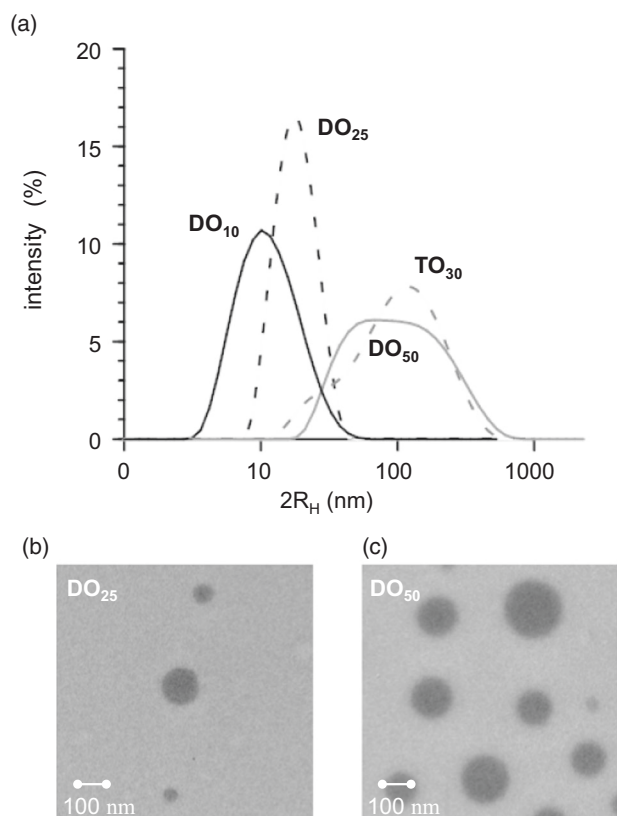 (a)
20
15
10
5
0
intensity (%)
DO₂₅
DO₁₀
TO₃₀
DO₅₀
0 10 100 1000
2R_H (nm)
(b) (c)
DO₂₅ DO₅₀
100 nm 100 nm